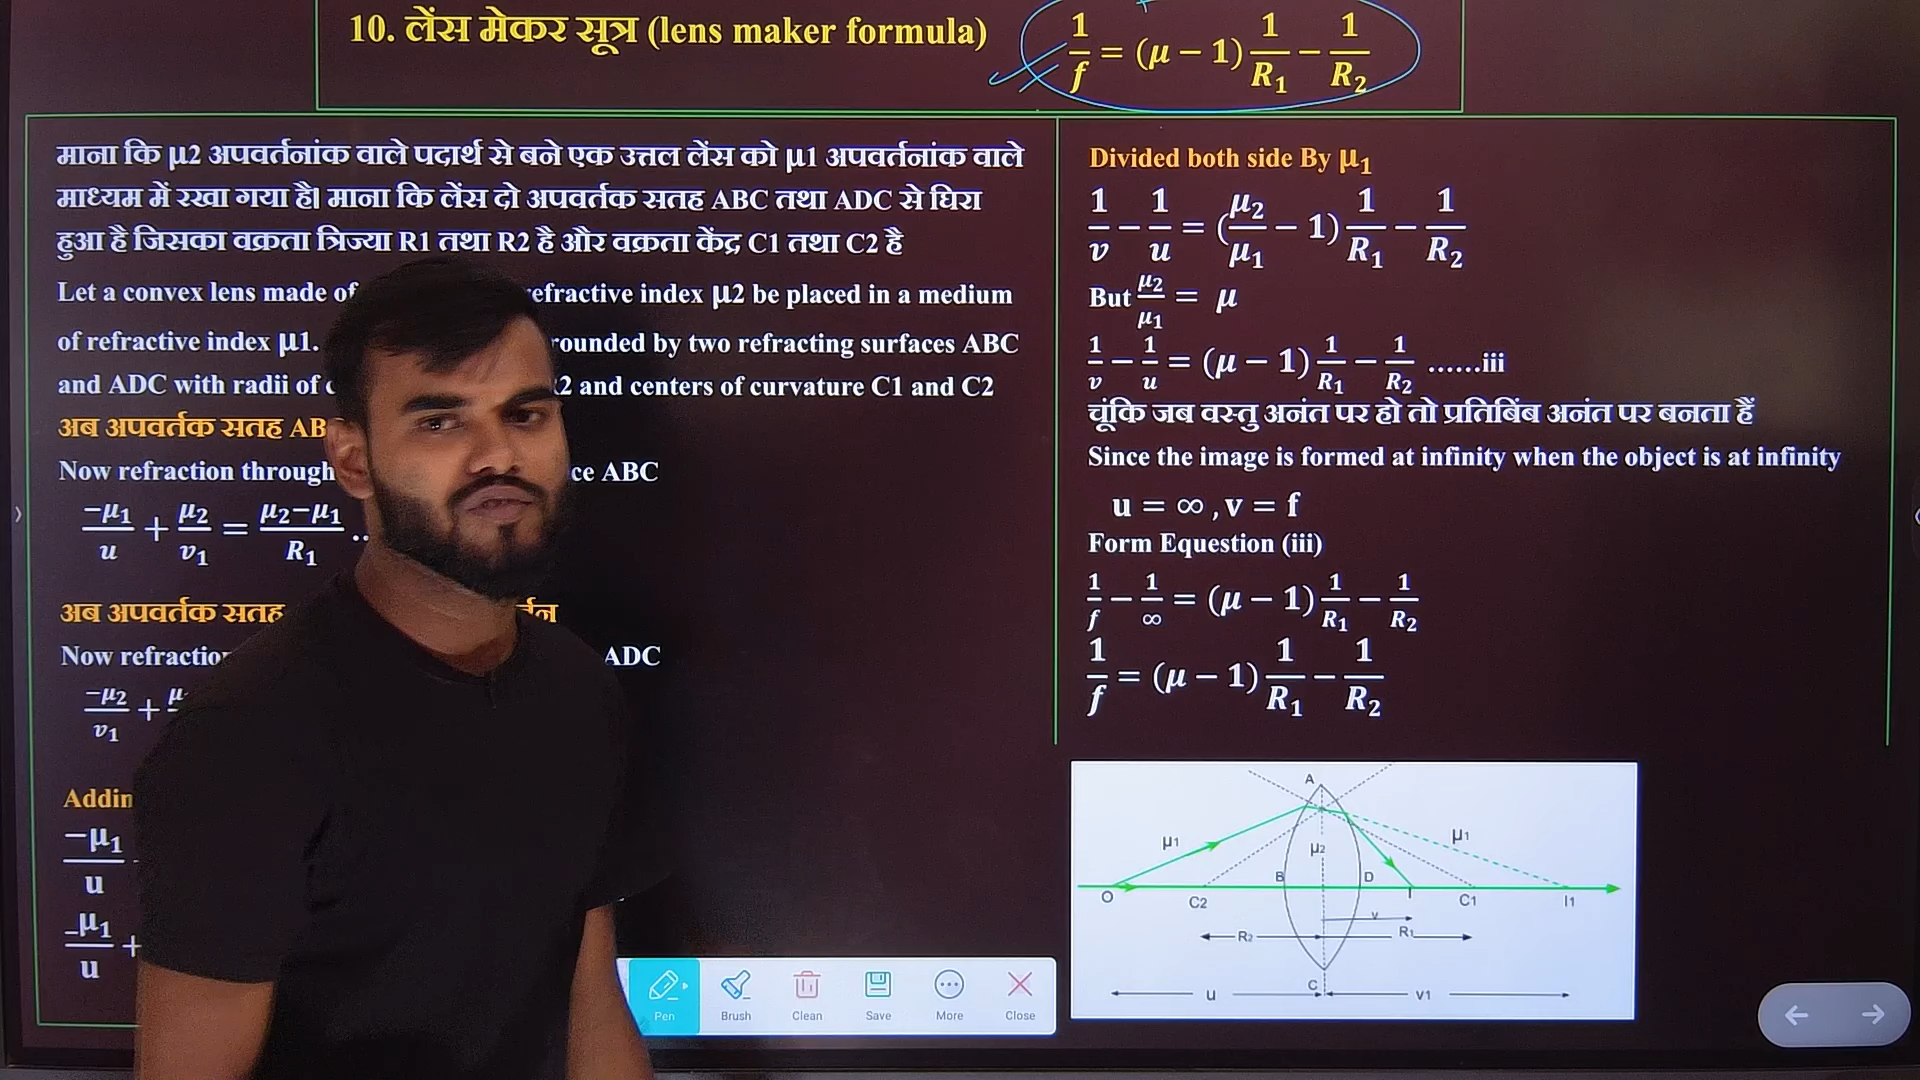 10. लेंस मेकर सूत्र (lens maker formula) 1/f = (μ − 1) 1/R₁ − 1/R₂
माना कि μ2 अपवर्तनांक वाले पदार्थ से बने एक उत्तल लेंस को μ1 अपवर्तनांक वाले
माध्यम में रखा गया है। माना कि लेंस दो अपवर्तक सतह ABC तथा ADC से घिरा
हुआ है जिसका वक्रता त्रिज्या R1 तथा R2 है और वक्रता केंद्र C1 तथा C2 है
Let a convex lens made of refractive index μ2 be placed in a medium
of refractive index μ1. rounded by two refracting surfaces ABC
and ADC with radii of 2 and centers of curvature C1 and C2
अब अपवर्तक सतह AB
Now refraction through ce ABC
−μ₁/u + μ₂/v₁ = μ₂−μ₁/R₁ ..
अब अपवर्तक सतह
Now refraction ADC
−μ₂/v₁ + μ
Addin
−μ₁/u
−μ₁/u +
Divided both side By μ₁
1/v − 1/u = (μ₂/μ₁ − 1) 1/R₁ − 1/R₂
But μ₂/μ₁ = μ
1/v − 1/u = (μ − 1) 1/R₁ − 1/R₂ ......iii
चूंकि जब वस्तु अनंत पर हो तो प्रतिबिंब अनंत पर बनता हैं
Since the image is formed at infinity when the object is at infinity
u = ∞ , v = f
Form Equestion (iii)
1/f − 1/∞ = (μ − 1) 1/R₁ − 1/R₂
1/f = (μ − 1) 1/R₁ − 1/R₂
A
μ1 μ2 μ1
B D
O C2 I C1 I1
v
R₂ R₁
C
u v1
Pen Brush Clean Save More Close